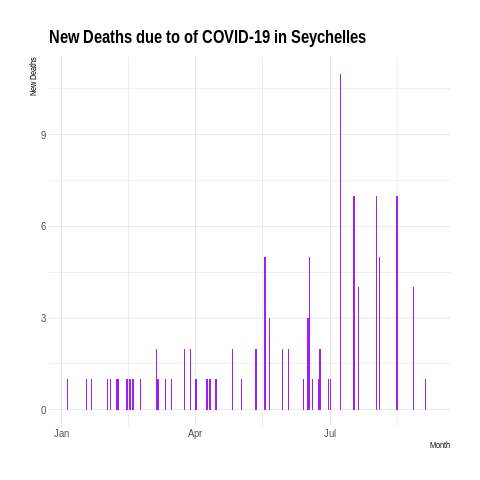 New Deaths due to of COVID-19 in Seychelles
New Deaths
9
6
3
0
Jan
Apr
Jul
Month